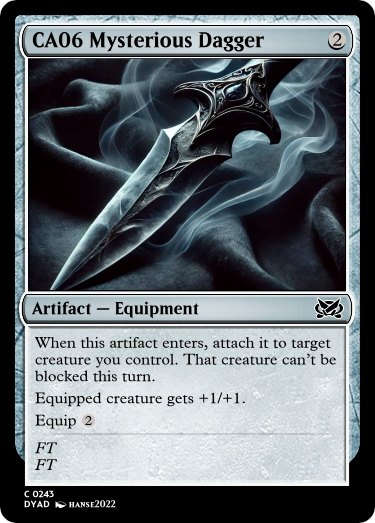 CA06 Mysterious Dagger 2
Artifact — Equipment
When this artifact enters, attach it to target
creature you control. That creature can't be
blocked this turn.
Equipped creature gets +1/+1.
Equip 2
FT
FT
C 0243
DYAD HANSE2022